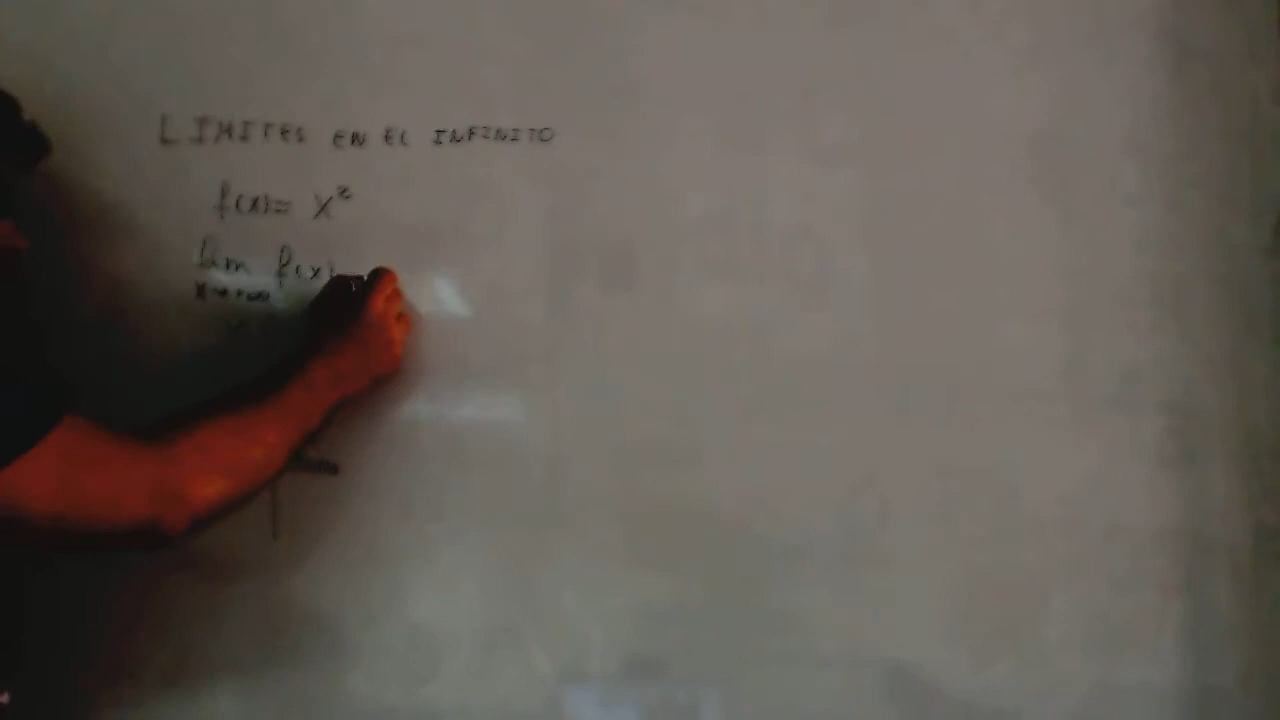 LIMITES EN EL INFINITO
f(x)= x²
lim f(x)
x→+∞